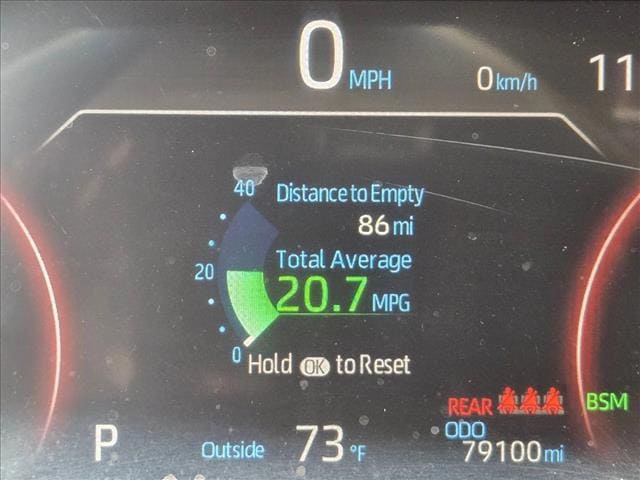 0 MPH 0 km/h 11
40 Distance to Empty
86 mi
Total Average
20 20.7 MPG
0 Hold OK to Reset
REAR BSM
ODO
P Outside 73 °F 79100 mi